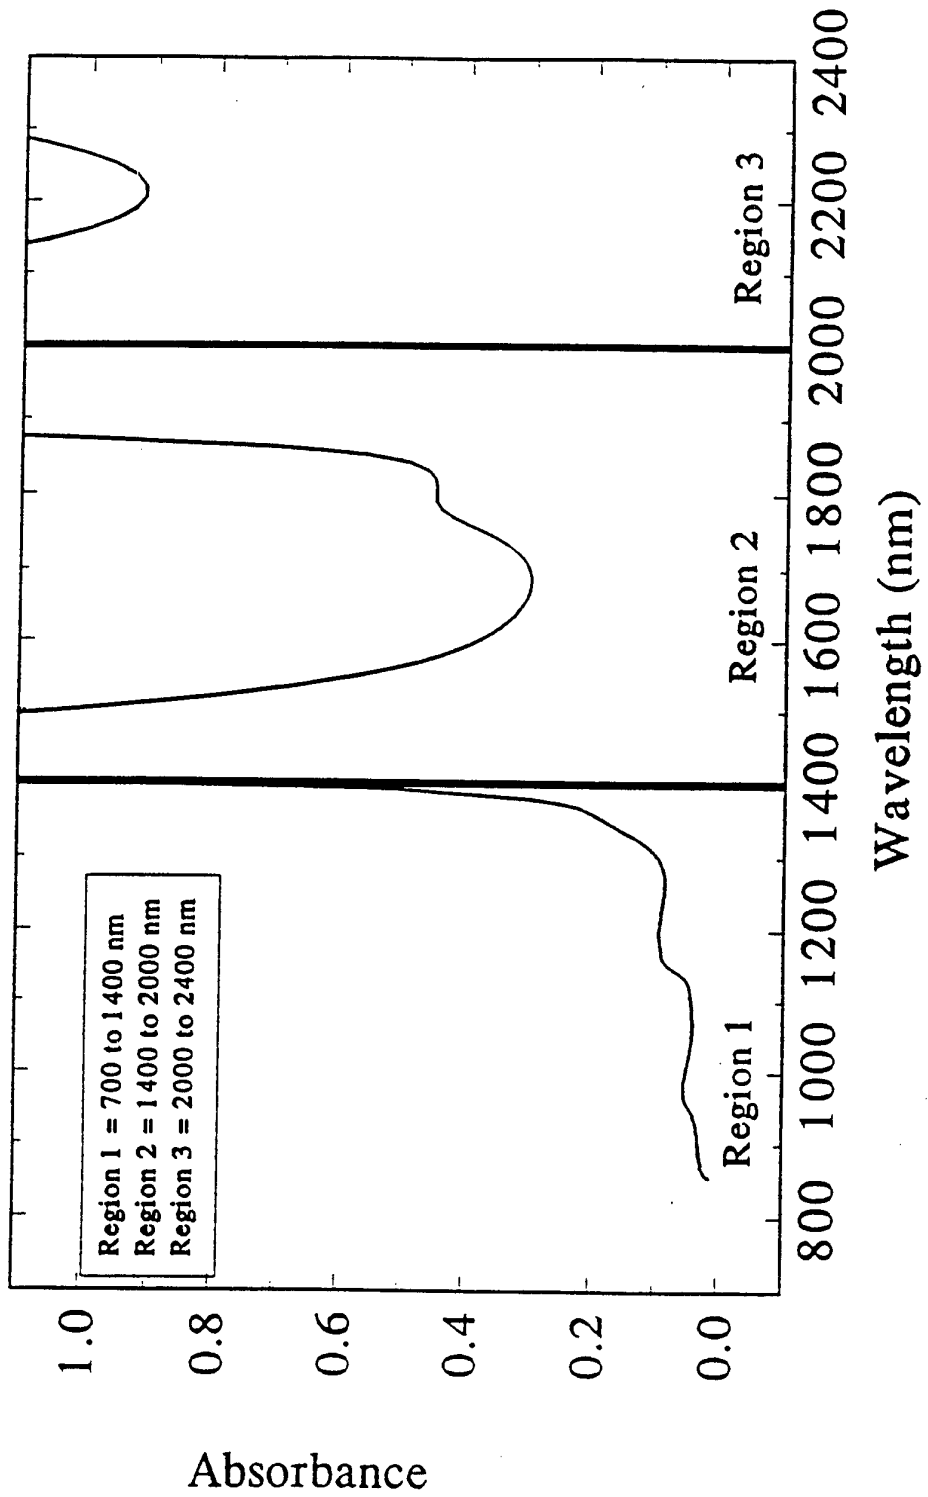 Region 1 = 700 to 1400 nm
Region 2 = 1400 to 2000 nm
Region 3 = 2000 to 2400 nm
Absorbance
1.0
0.8
0.6
0.4
0.2
0.0
Region 1
Region 2
Region 3
800 1000 1200 1400 1600 1800 2000 2200 2400
Wavelength (nm)